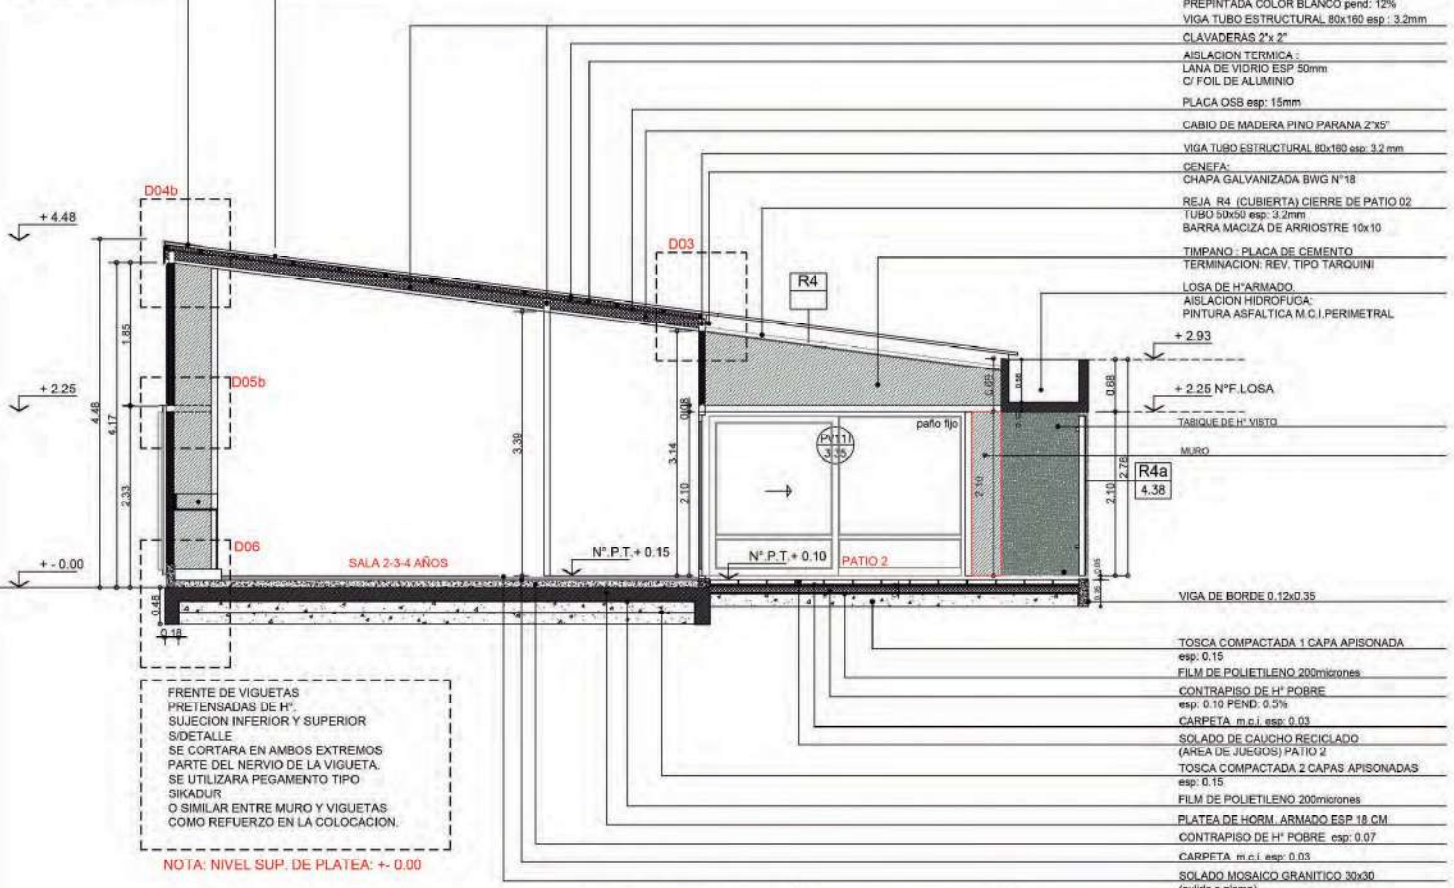 PREPINTADA COLOR BLANCO pend: 12%
VIGA TUBO ESTRUCTURAL 80x160 esp : 3.2mm
CLAVADERAS 2"x 2"
AISLACION TERMICA :
LANA DE VIDRIO ESP 50mm
C/ FOIL DE ALUMINIO
PLACA OSB esp: 15mm
CABIO DE MADERA PINO PARANA 2"x5"
VIGA TUBO ESTRUCTURAL 80x160 esp: 3.2 mm
CENEFA:
CHAPA GALVANIZADA BWG N°18
REJA R4 (CUBIERTA) CIERRE DE PATIO 02
TUBO 50x50 esp: 3.2mm
BARRA MACIZA DE ARRIOSTRE 10x10
TIMPANO : PLACA DE CEMENTO
TERMINACION: REV. TIPO TARQUINI
LOSA DE H°ARMADO.
AISLACION HIDROFUGA:
PINTURA ASFALTICA M.C.I.PERIMETRAL
+ 2.93
+ 2.25 N°F.LOSA
TABIQUE DE H° VISTO
MURO
R4a
4.38
D04b
+ 4.48
D03
R4
1.85
D05b
+ 2.25
4.48
4.17
2.33
3.39
3.14
0.08
2.10
paño fijo
PV11I
3.35
2.10
0.68
2.10
2.78
+ - 0.00
D06
SALA 2-3-4 AÑOS
N°.P.T.+ 0.15
N°.P.T.+ 0.10
PATIO 2
0.48
0.18
VIGA DE BORDE 0.12x0.35
TOSCA COMPACTADA 1 CAPA APISONADA
esp: 0.15
FILM DE POLIETILENO 200micrones
CONTRAPISO DE H° POBRE
esp: 0.10 PEND. 0.5%
CARPETA m.c.i. esp: 0.03
SOLADO DE CAUCHO RECICLADO
(AREA DE JUEGOS) PATIO 2
TOSCA COMPACTADA 2 CAPAS APISONADAS
esp: 0.15
FILM DE POLIETILENO 200micrones
PLATEA DE HORM. ARMADO ESP 18 CM
CONTRAPISO DE H° POBRE esp: 0.07
CARPETA m.c.i. esp: 0.03
SOLADO MOSAICO GRANITICO 30x30
FRENTE DE VIGUETAS
PRETENSADAS DE H°.
SUJECION INFERIOR Y SUPERIOR
S/DETALLE
SE CORTARA EN AMBOS EXTREMOS
PARTE DEL NERVIO DE LA VIGUETA.
SE UTILIZARA PEGAMENTO TIPO
SIKADUR
O SIMILAR ENTRE MURO Y VIGUETAS
COMO REFUERZO EN LA COLOCACION.
NOTA: NIVEL SUP. DE PLATEA: +- 0.00